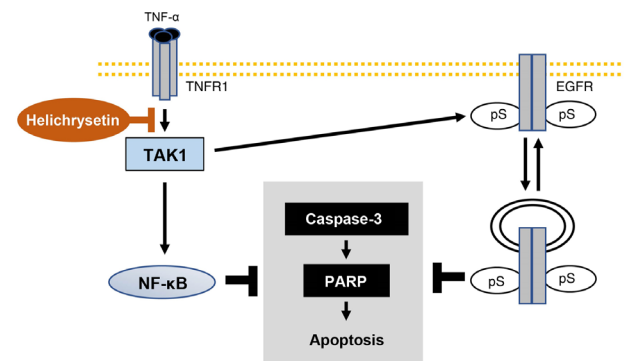 TNF-α
TNFR1
EGFR
Helichrysetin
pS
pS
TAK1
Caspase-3
NF-κB
PARP
pS
pS
Apoptosis